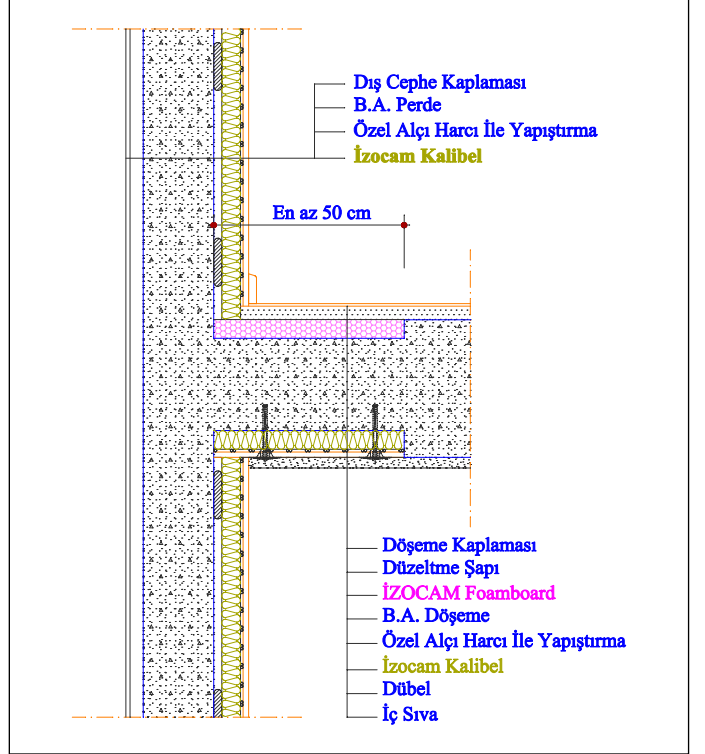 Dış Cephe Kaplaması
B.A. Perde
Özel Alçı Harcı İle Yapıştırma
İzocam Kalibel
En az 50 cm
Döşeme Kaplaması
Düzeltme Şapı
İZOCAM Foamboard
B.A. Döşeme
Özel Alçı Harcı İle Yapıştırma
İzocam Kalibel
Dübel
İç Sıva